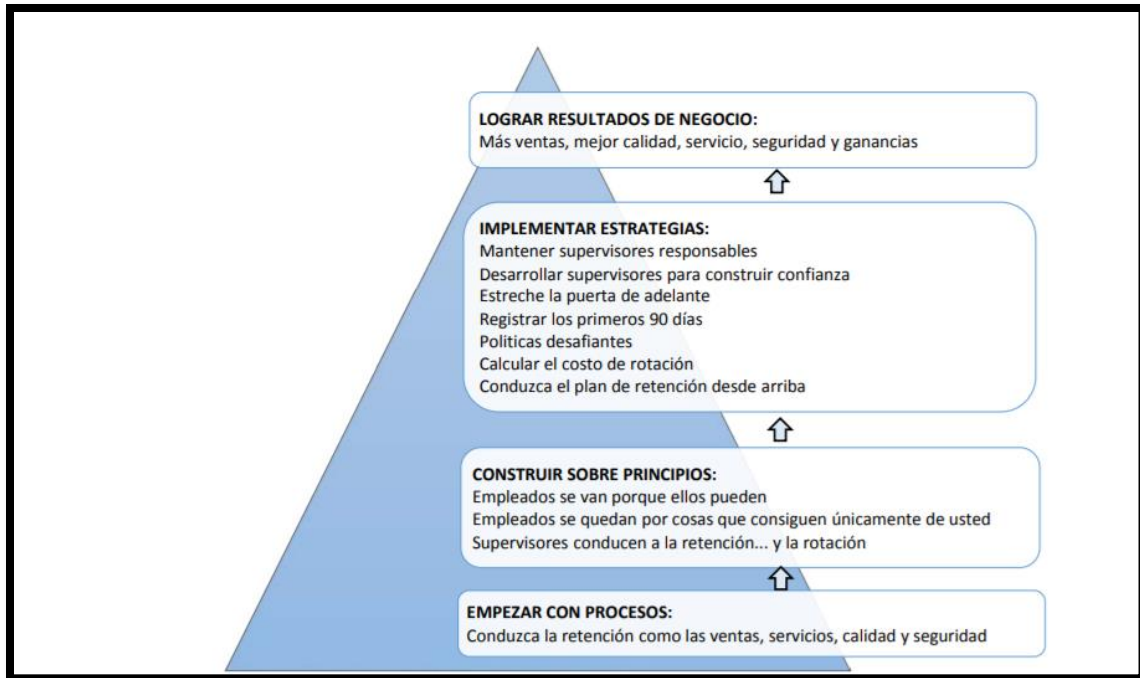 LOGRAR RESULTADOS DE NEGOCIO:
Más ventas, mejor calidad, servicio, seguridad y ganancias
IMPLEMENTAR ESTRATEGIAS:
Mantener supervisores responsables
Desarrollar supervisores para construir confianza
Estreche la puerta de adelante
Registrar los primeros 90 días
Politicas desafiantes
Calcular el costo de rotación
Conduzca el plan de retención desde arriba
CONSTRUIR SOBRE PRINCIPIOS:
Empleados se van porque ellos pueden
Empleados se quedan por cosas que consiguen únicamente de usted
Supervisores conducen a la retención... y la rotación
EMPEZAR CON PROCESOS:
Conduzca la retención como las ventas, servicios, calidad y seguridad